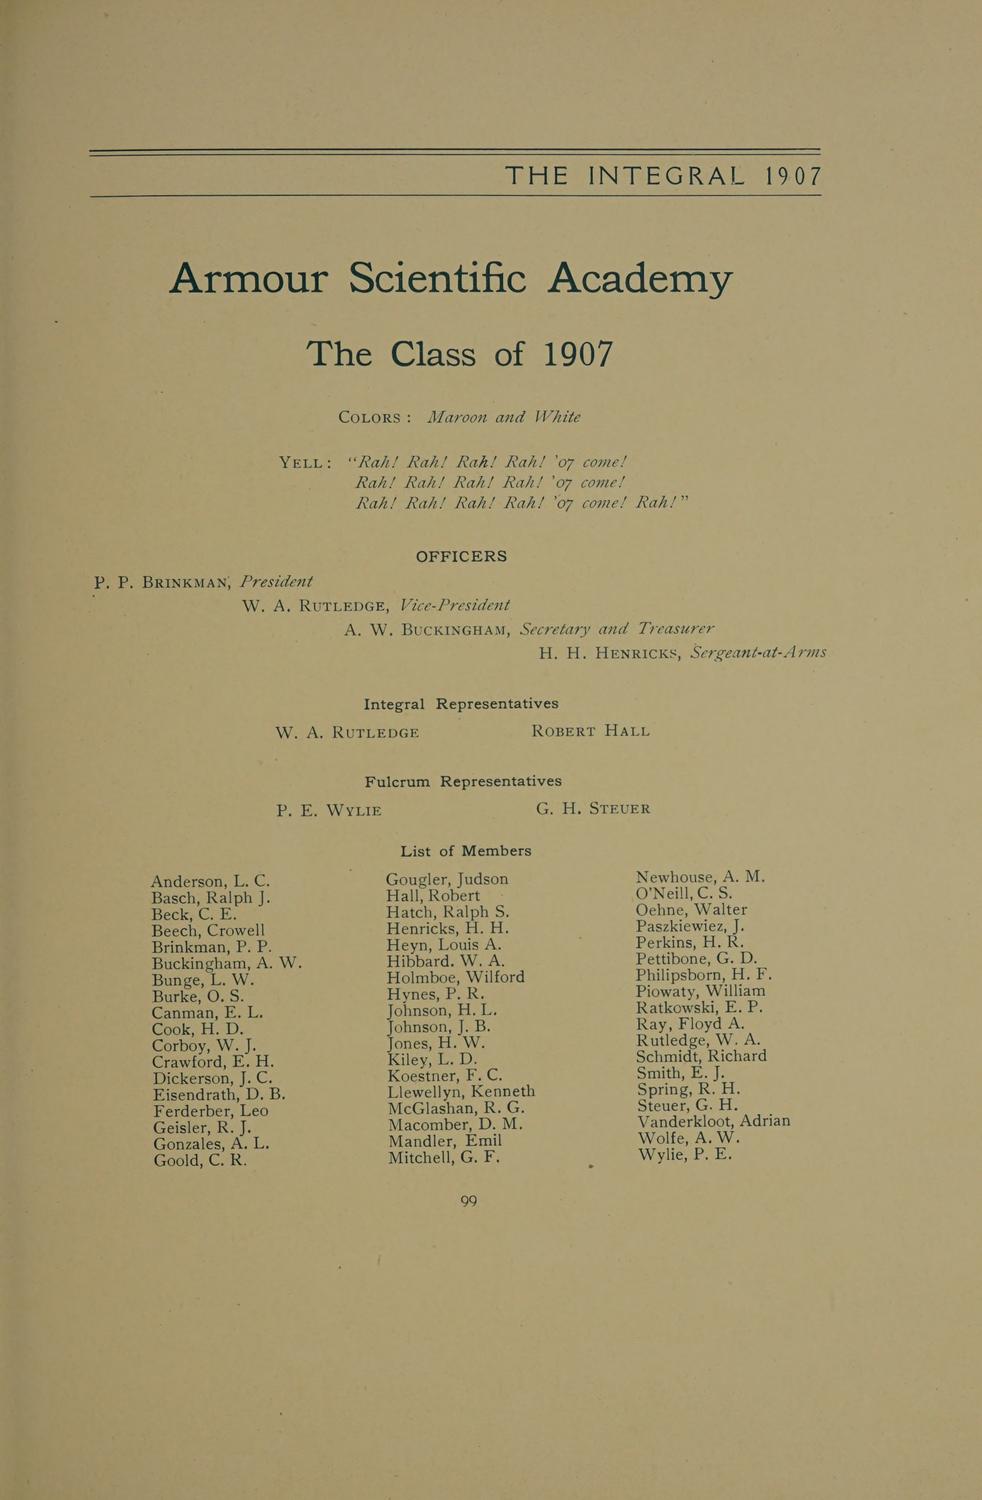 THE INTEGRAL 1907
Armour Scientific Academy
The Class of 1907
COLORS: Maroon and White
YELL: “Rah! Rah! Rah! Rah! ’07 come!
Rah! Rah! Rah! Rah! ’07 come!
Rah! Rah! Rah! Rah! ’07 come! Rah!”
OFFICERS
P. P. BRINKMAN, President
W. A. RUTLEDGE, Vice-President
A. W. BUCKINGHAM, Secretary and Treasurer
H. H. HENRICKS, Sergeant-at-Arms
Integral Representatives
W. A. RUTLEDGE ROBERT HALL
Fulcrum Representatives
P. E. WYLIE G. H. STEUER
List of Members
Anderson, L. C.
Basch, Ralph J.
Beck, C. E.
Beech, Crowell
Brinkman, P. P.
Buckingham, A. W.
Bunge, L. W.
Burke, O. S.
Canman, E. L.
Cook, H. D.
Corboy, W. J.
Crawford, E. H.
Dickerson, J. C.
Eisendrath, D. B.
Ferderber, Leo
Geisler, R. J.
Gonzales, A. L.
Goold, C. R.
Gougler, Judson
Hall, Robert
Hatch, Ralph S.
Henricks, H. H.
Heyn, Louis A.
Hibbard. W. A.
Holmboe, Wilford
Hynes, P. R.
Johnson, H. L.
Johnson, J. B.
Jones, H. W.
Kiley, L. D.
Koestner, F. C.
Llewellyn, Kenneth
McGlashan, R. G.
Macomber, D. M.
Mandler, Emil
Mitchell, G. F.
Newhouse, A. M.
O’Neill, C. S.
Oehne, Walter
Paszkiewiez, J.
Perkins, H. R.
Pettibone, G. D.
Philipsborn, H. F.
Piowaty, William
Ratkowski, E. P.
Ray, Floyd A.
Rutledge, W. A.
Schmidt, Richard
Smith, E. J.
Spring, R. H.
Steuer, G. H.
Vanderkloot, Adrian
Wolfe, A. W.
Wylie, P. E.
99